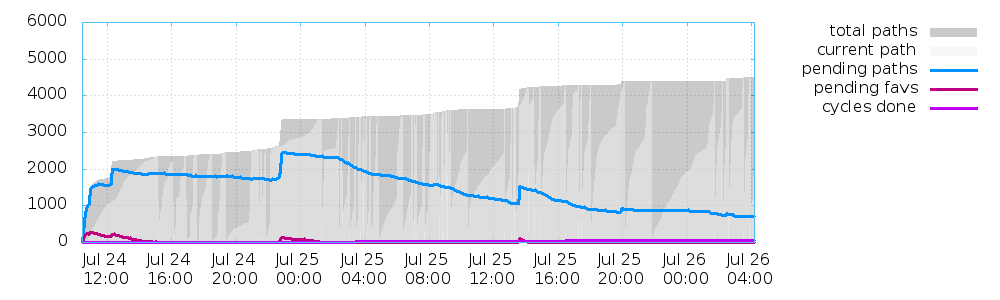 6000
5000
4000
3000
2000
1000
0
Jul 24 Jul 24 Jul 24 Jul 25 Jul 25 Jul 25 Jul 25 Jul 25 Jul 25 Jul 26 Jul 26
12:00 16:00 20:00 00:00 04:00 08:00 12:00 16:00 20:00 00:00 04:00
total paths
current path
pending paths
pending favs
cycles done